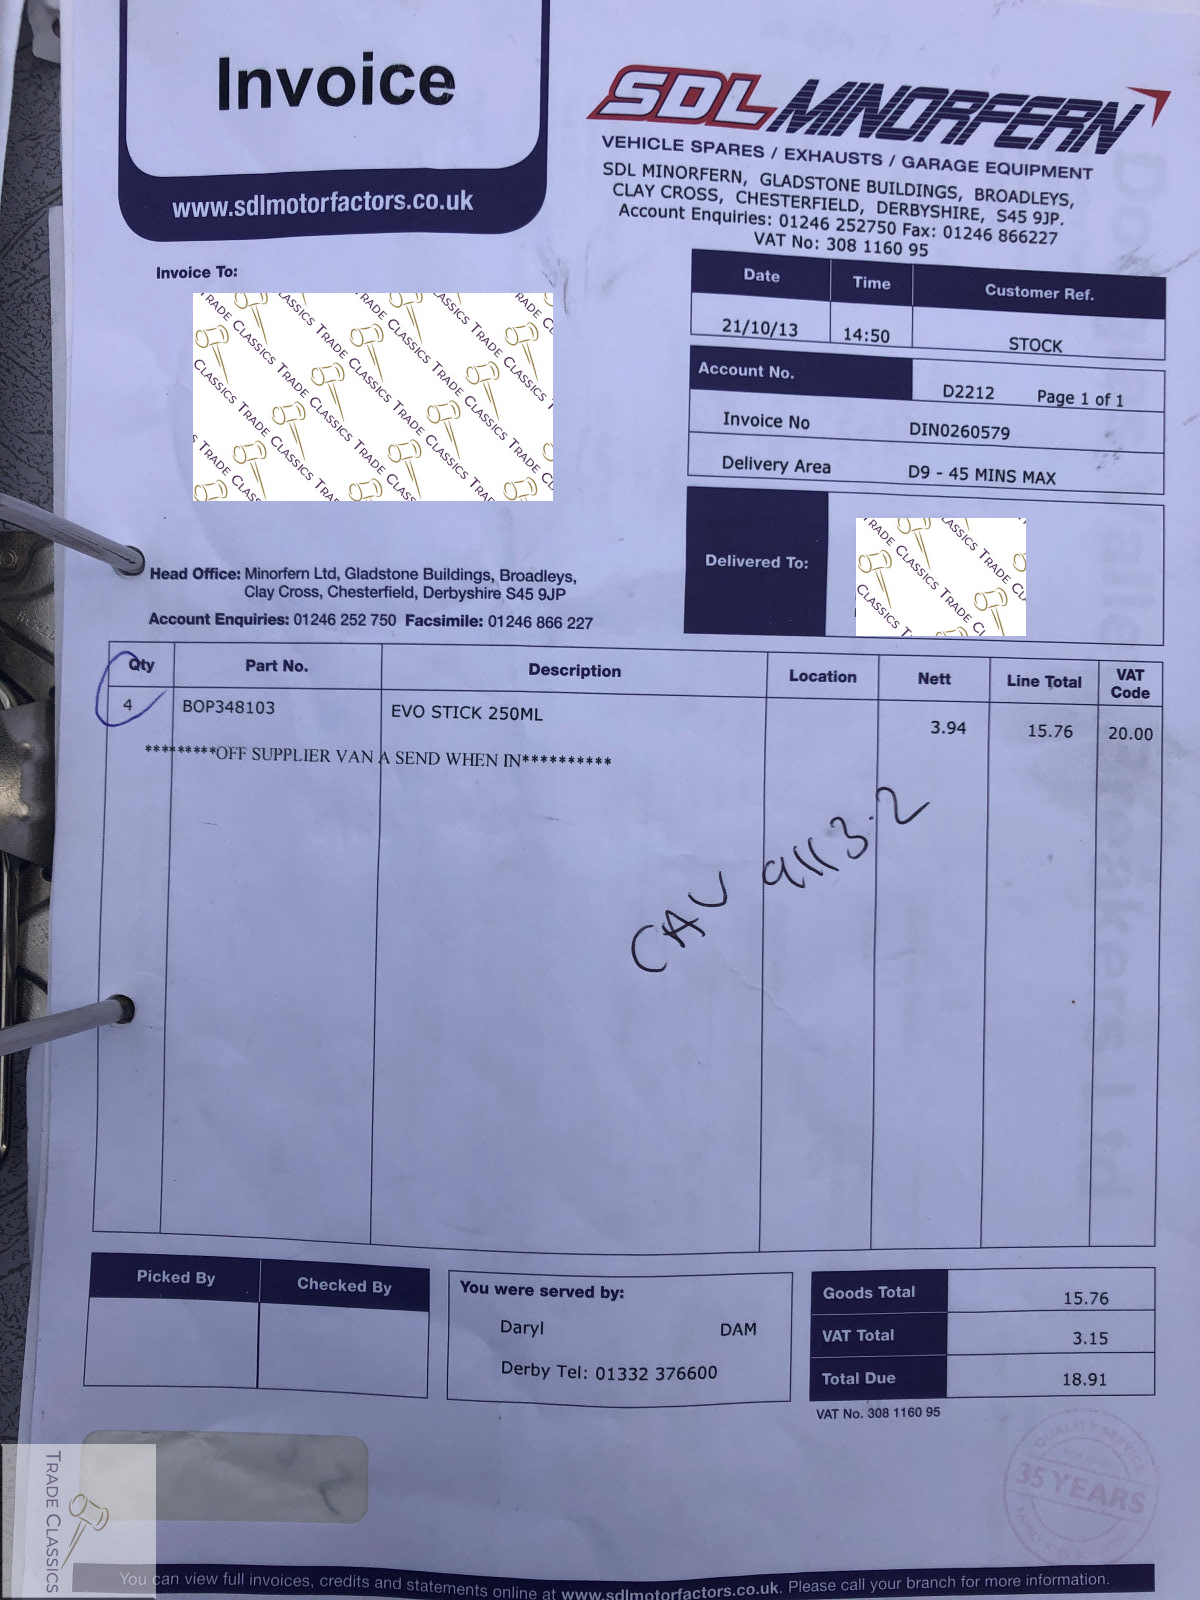 Invoice
www.sdlmotorfactors.co.uk
SDL MINORFERN
VEHICLE SPARES / EXHAUSTS / GARAGE EQUIPMENT
SDL MINORFERN, GLADSTONE BUILDINGS, BROADLEYS,
CLAY CROSS, CHESTERFIELD, DERBYSHIRE, S45 9JP.
Account Enquiries: 01246 252750 Fax: 01246 866227
VAT No: 308 1160 95
Invoice To:
TRADE CLASSICS
Date Time Customer Ref.
21/10/13 14:50 STOCK
Account No. D2212 Page 1 of 1
Invoice No DIN0260579
Delivery Area D9 - 45 MINS MAX
Delivered To:
TRADE CLASSICS
Head Office: Minorfern Ltd, Gladstone Buildings, Broadleys,
Clay Cross, Chesterfield, Derbyshire S45 9JP
Account Enquiries: 01246 252 750 Facsimile: 01246 866 227
Qty Part No. Description Location Nett Line Total VAT Code
4 BOP348103 EVO STICK 250ML 3.94 15.76 20.00
*********OFF SUPPLIER VAN A SEND WHEN IN**********
3.2
Picked By Checked By
You were served by:
Daryl DAM
Derby Tel: 01332 376600
Goods Total 15.76
VAT Total 3.15
Total Due 18.91
VAT No. 308 1160 95
QUALITY SERVICE
35 YEARS
TRADE CLASSICS
You can view full invoices, credits and statements online at www.sdlmotorfactors.co.uk. Please call your branch for more information.